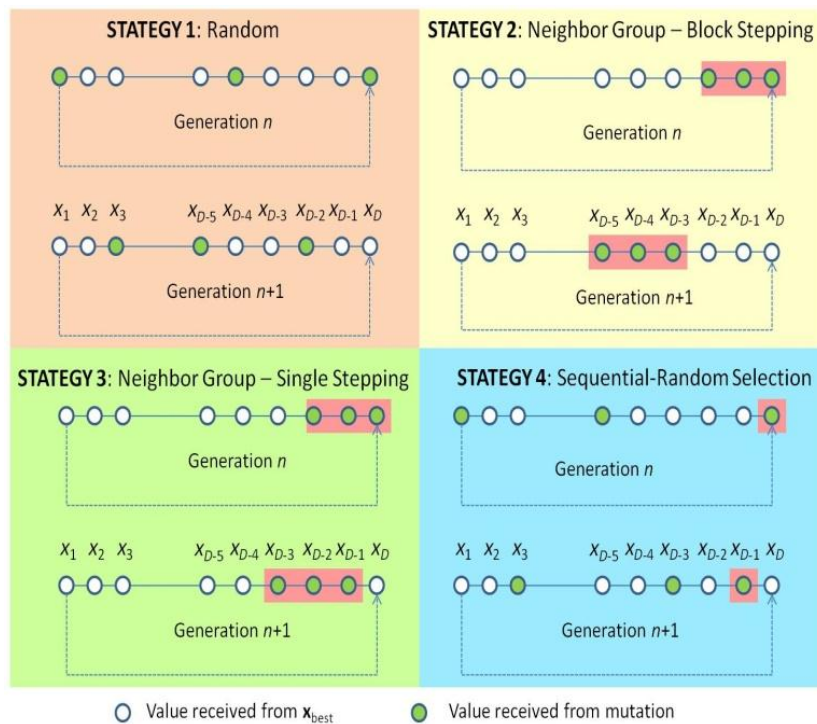 STATEGY 1: Random
Generation n
X1 X2 X3 XD-5 XD-4 XD-3 XD-2 XD-1 XD
Generation n+1
STATEGY 2: Neighbor Group – Block Stepping
Generation n
X1 X2 X3 XD-5 XD-4 XD-3 XD-2 XD-1 XD
Generation n+1
STATEGY 3: Neighbor Group – Single Stepping
Generation n
X1 X2 X3 XD-5 XD-4 XD-3 XD-2 XD-1 XD
Generation n+1
STATEGY 4: Sequential-Random Selection
Generation n
X1 X2 X3 XD-5 XD-4 XD-3 XD-2 XD-1 XD
Generation n+1
Value received from xbest
Value received from mutation